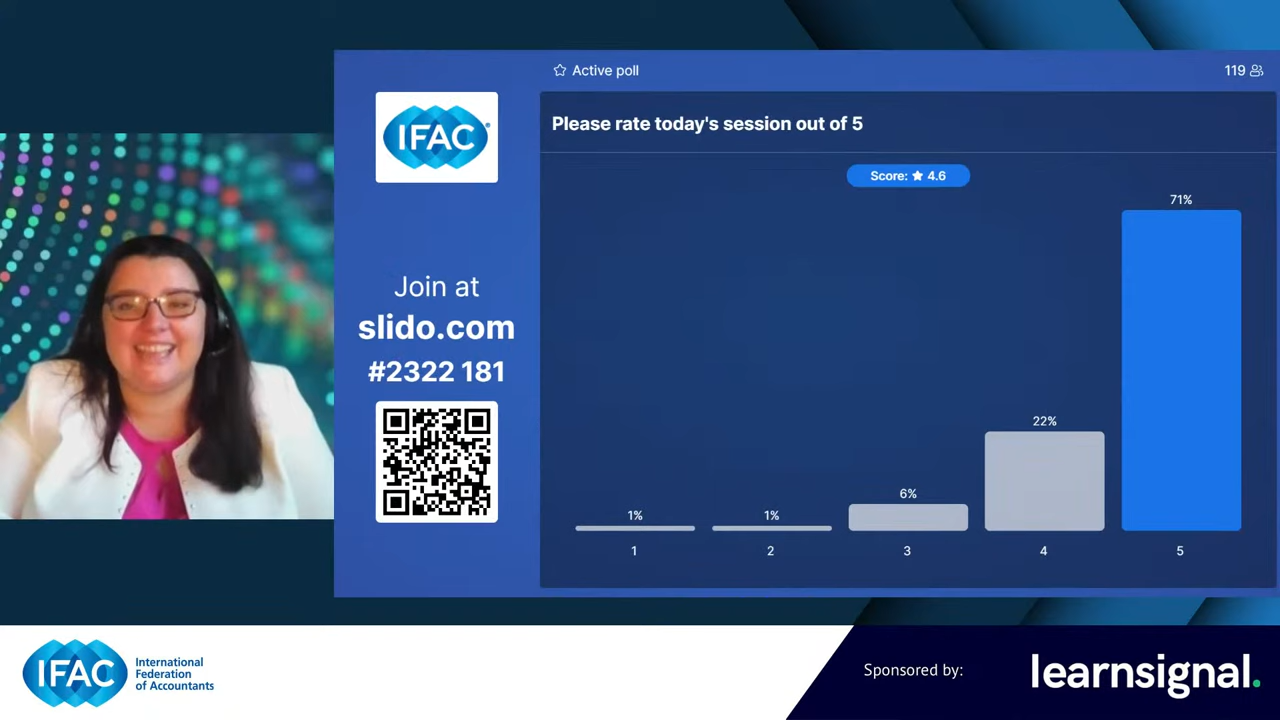 Active poll
119
IFAC
Please rate today's session out of 5
Score: ★ 4.6
71%
22%
6%
1%
1%
1
2
3
4
5
Join at
slido.com
#2322 181
IFAC
International
Federation
of Accountants
Sponsored by:
learnsignal.